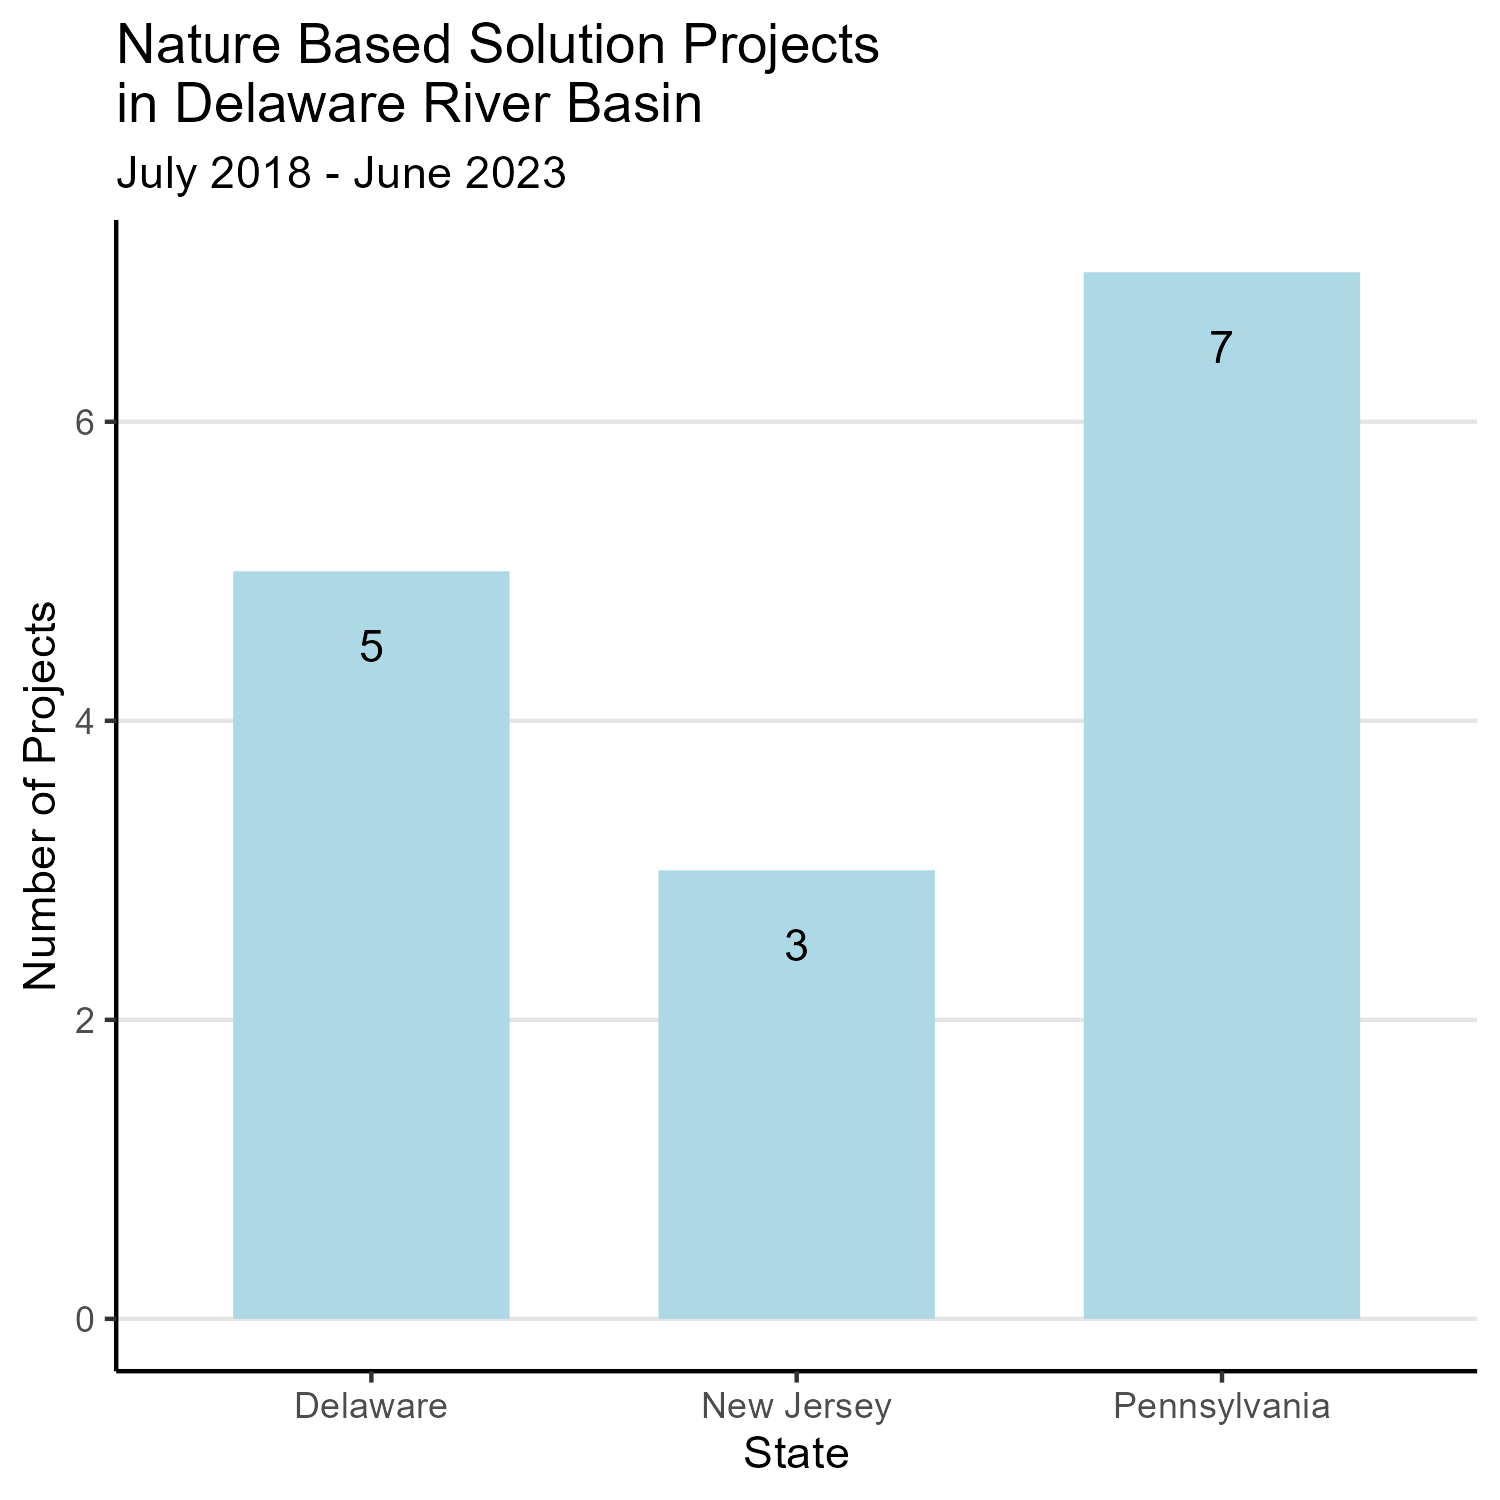 Nature Based Solution Projects
in Delaware River Basin
July 2018 - June 2023
Number of Projects
6
4
2
0
5
3
7
Delaware
New Jersey
Pennsylvania
State